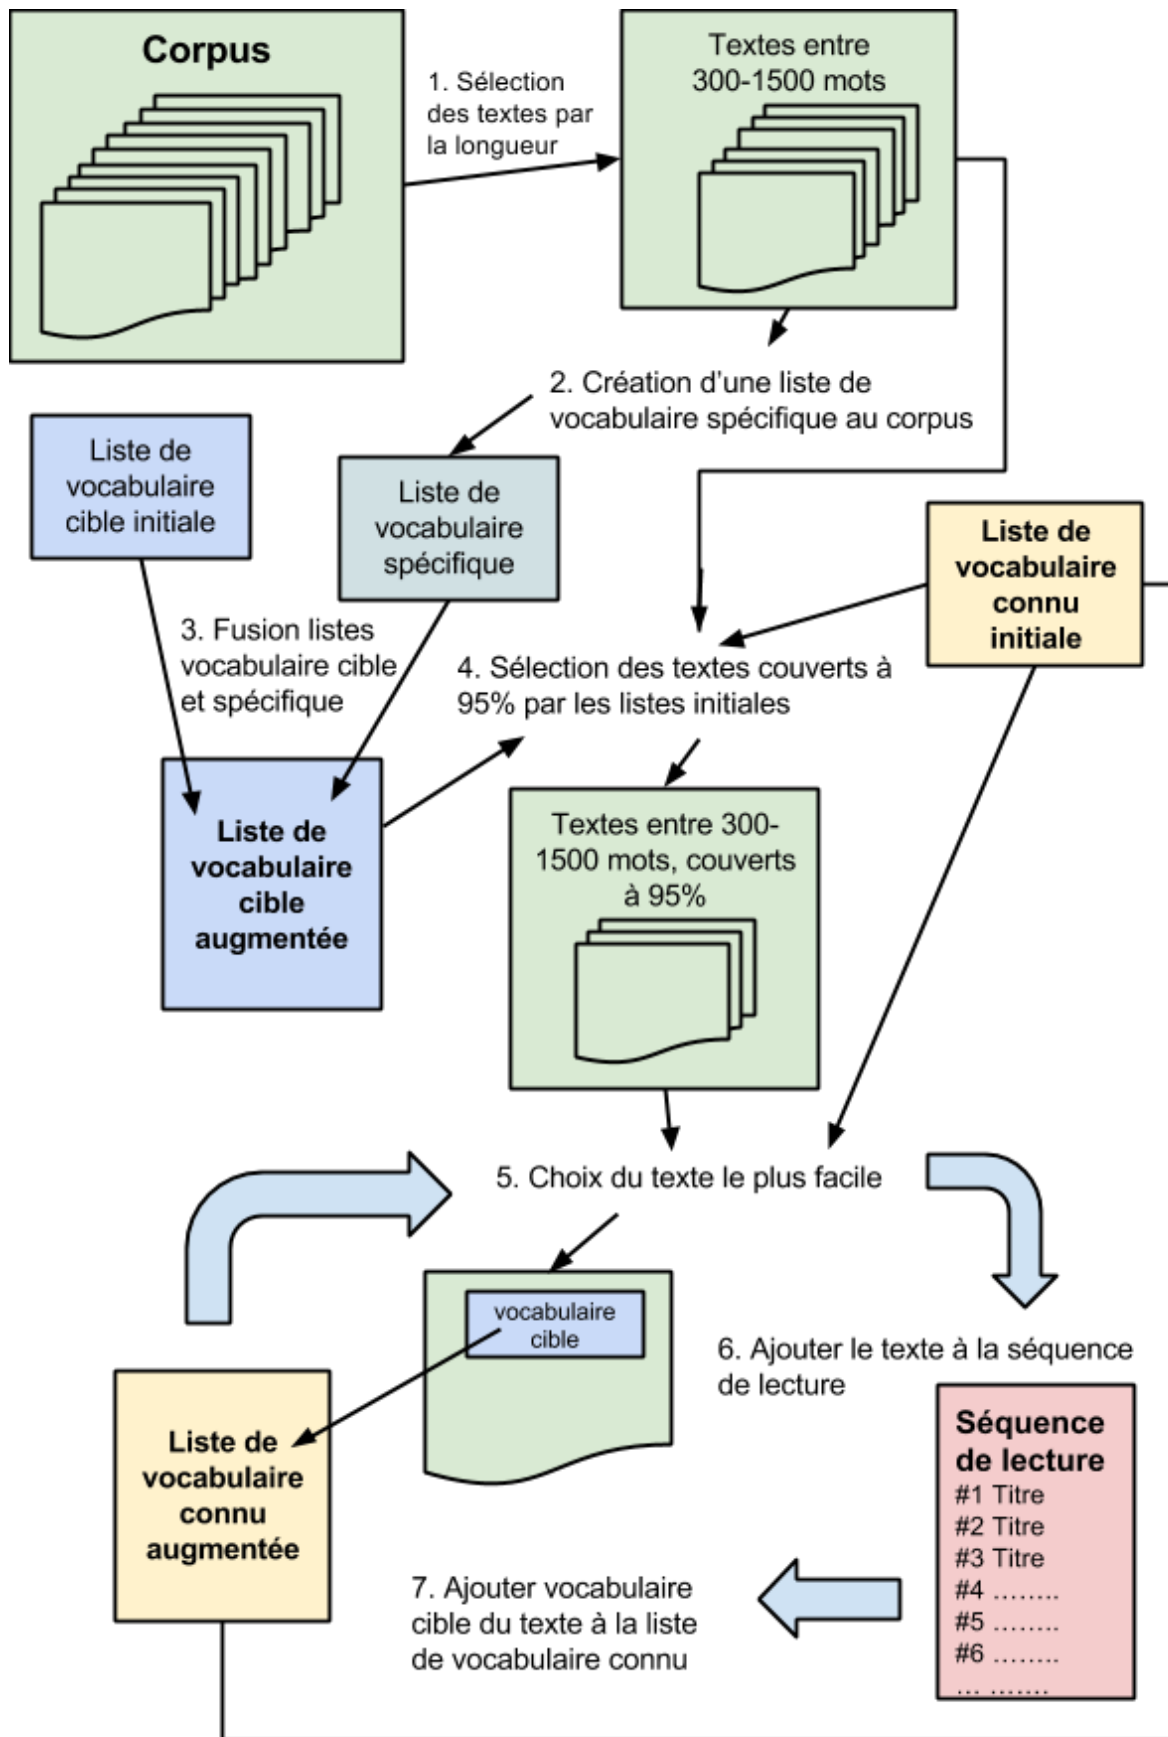 Corpus
1. Sélection
des textes par
la longueur
Textes entre
300-1500 mots
2. Création d'une liste de
vocabulaire spécifique au corpus
Liste de
vocabulaire
cible initiale
Liste de
vocabulaire
spécifique
Liste de
vocabulaire
connu
initiale
3. Fusion listes
vocabulaire cible
et spécifique
4. Sélection des textes couverts à
95% par les listes initiales
Liste de
vocabulaire
cible
augmentée
Textes entre 300-
1500 mots, couverts
à 95%
5. Choix du texte le plus facile
vocabulaire
cible
6. Ajouter le texte à la séquence
de lecture
Liste de
vocabulaire
connu
augmentée
Séquence
de lecture
#1 Titre
#2 Titre
#3 Titre
#4 ........
#5 ........
#6 ........
... .......
7. Ajouter vocabulaire
cible du texte à la liste
de vocabulaire connu